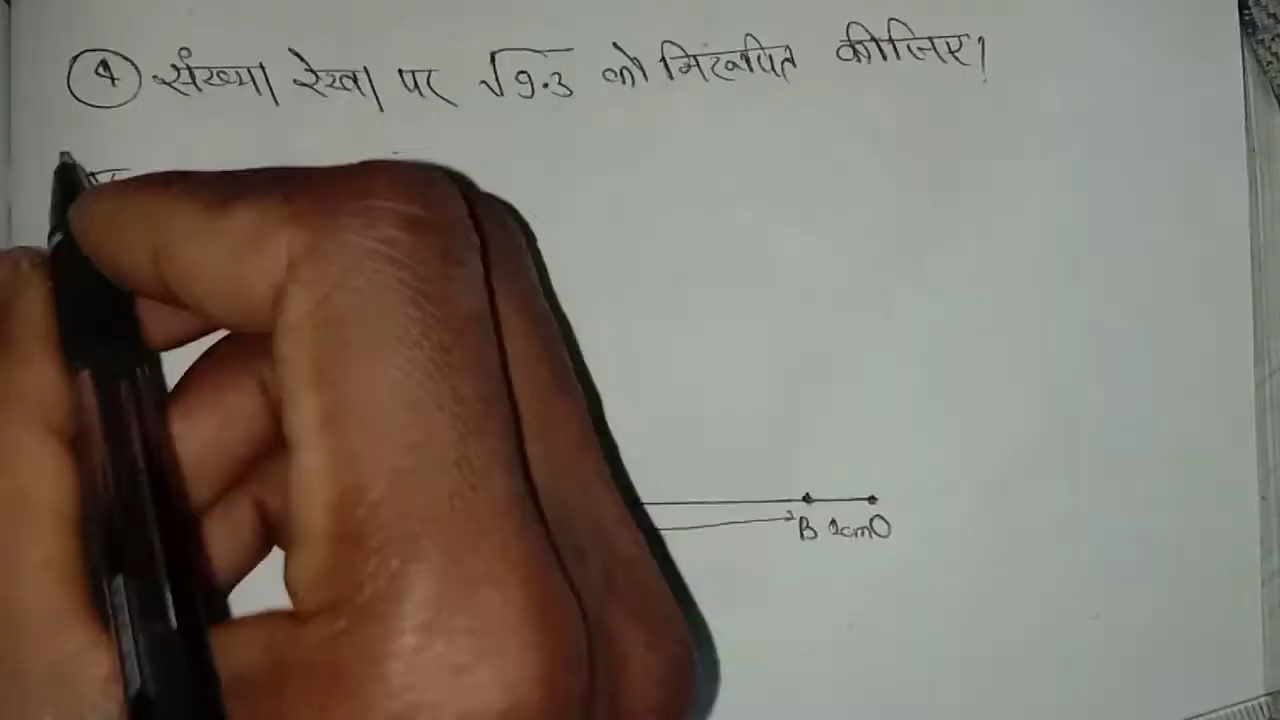 ④ संख्या रेखा पर √9.3 को निरूपित कीजिए।
B 1cm O